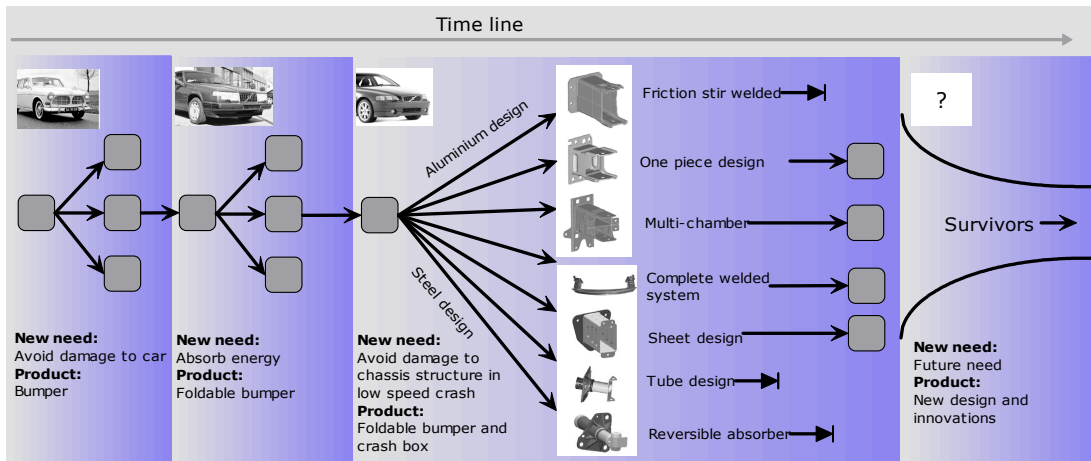 Time line
?
Aluminium design
Steel design
Friction stir welded
One piece design
Multi-chamber
Complete welded
system
Sheet design
Tube design
Reversible absorber
Survivors
New need:
Avoid damage to car
Product:
Bumper
New need:
Absorb energy
Product:
Foldable bumper
New need:
Avoid damage to
chassis structure in
low speed crash
Product:
Foldable bumper and
crash box
New need:
Future need
Product:
New design and
innovations